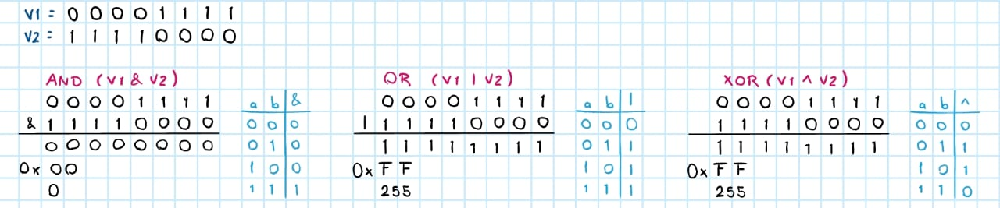 V1 = 0 0 0 0 1 1 1 1
V2 = 1 1 1 1 0 0 0 0
AND (V1 & V2)
0 0 0 0 1 1 1 1
& 1 1 1 1 0 0 0 0
0 0 0 0 0 0 0 0
0x 00
0
a b &
0 0 0
0 1 0
1 0 0
1 1 1
OR (V1 | V2)
0 0 0 0 1 1 1 1
| 1 1 1 1 0 0 0 0
1 1 1 1 1 1 1 1
0x F F
255
a b |
0 0 0
0 1 1
1 0 1
1 1 1
XOR (V1 ^ V2)
0 0 0 0 1 1 1 1
1 1 1 1 0 0 0 0
1 1 1 1 1 1 1 1
0x F F
255
a b ^
0 0 0
0 1 1
1 0 1
1 1 0